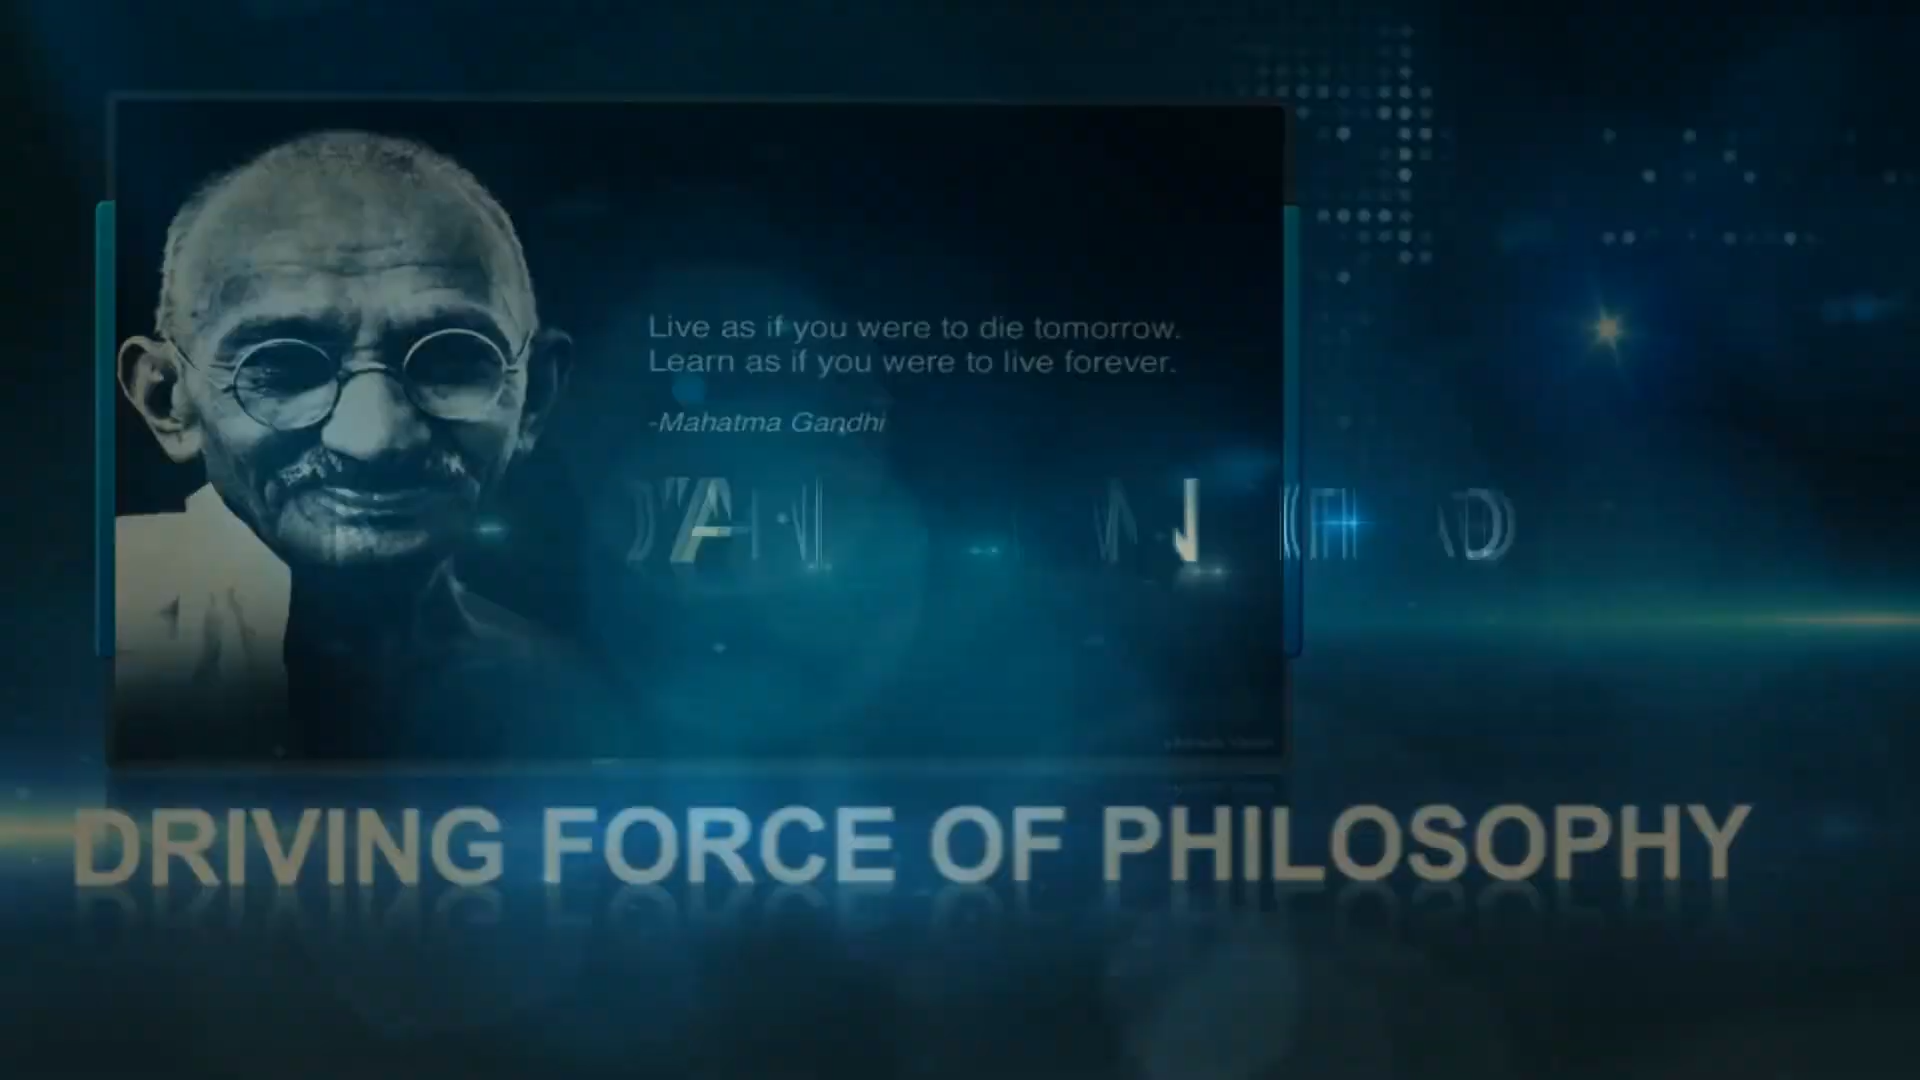 Live as if you were to die tomorrow.
Learn as if you were to live forever.
-Mahatma Gandhi
DRIVING FORCE OF PHILOSOPHY